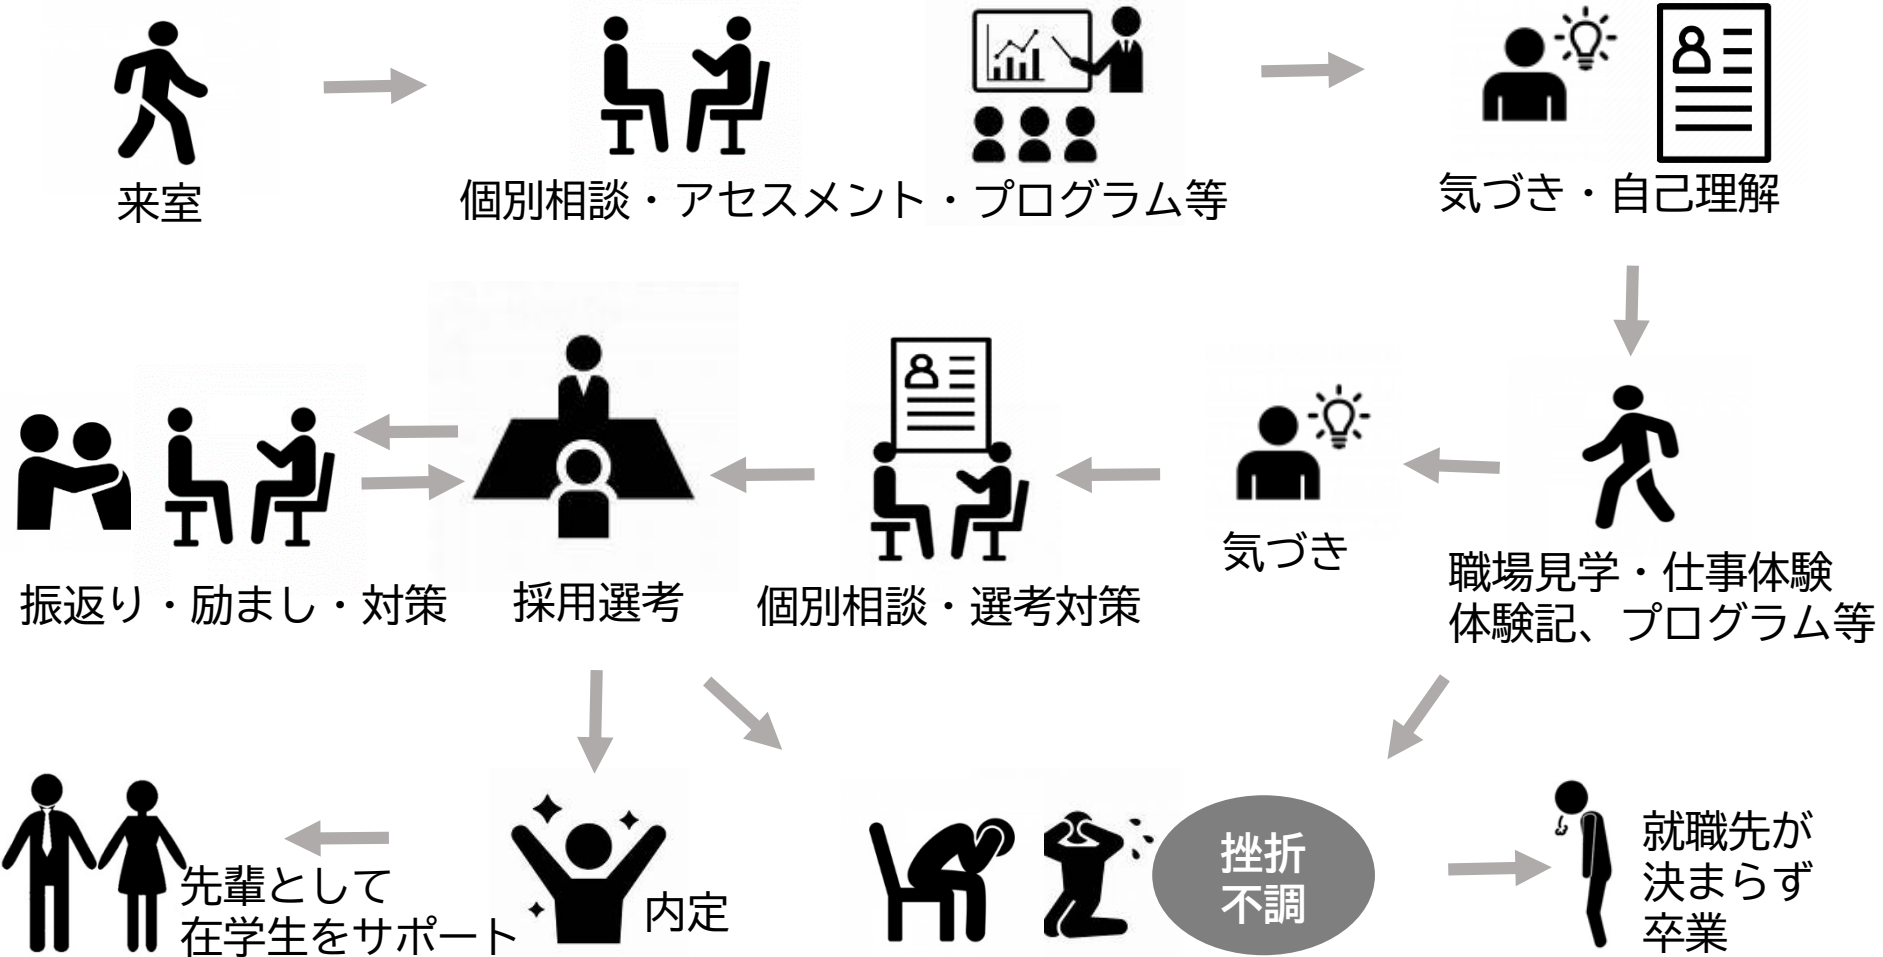 来室
個別相談・アセスメント・プログラム等
気づき・自己理解
振返り・励まし・対策
採用選考
個別相談・選考対策
気づき
職場見学・仕事体験
体験記、プログラム等
先輩として
在学生をサポート
内定
挫折
不調
就職先が
決まらず
卒業